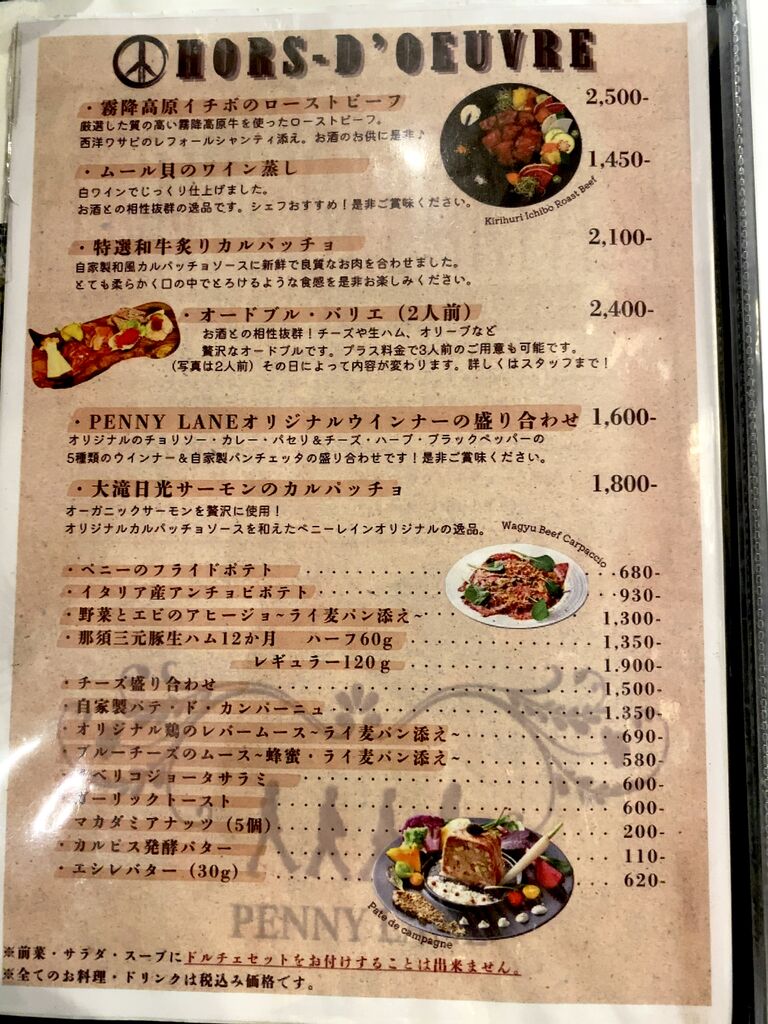 HORS-D'OEUVRE
・霧降高原イチボのローストビーフ 2,500-
厳選した質の高い霧降高原牛を使ったローストビーフ。
西洋ワサビのレフォールシャンティ添え。お酒のお供に是非♪
・ムール貝のワイン蒸し 1,450-
白ワインでじっくり仕上げました。
お酒との相性抜群の逸品です。シェフおすすめ！是非ご賞味ください。
Kirihuri Ichibo Roast Beef
・特選和牛炙りカルパッチョ 2,100-
自家製和風カルパッチョソースに新鮮で良質なお肉を合わせました。
とても柔らかく口の中でとろけるような食感を是非お楽しみください。
・オードブル・バリエ（2人前） 2,400-
お酒との相性抜群！チーズや生ハム、オリーブなど
贅沢なオードブルです。プラス料金で3人前のご用意も可能です。
（写真は2人前）その日によって内容が変わります。詳しくはスタッフまで！
・PENNY LANEオリジナルウインナーの盛り合わせ 1,600-
オリジナルのチョリソー・カレー・パセリ＆チーズ・ハーブ・ブラックペッパーの
5種類のウインナー＆自家製パンチェッタの盛り合わせです！是非ご賞味ください。
・大滝日光サーモンのカルパッチョ 1,800-
オーガニックサーモンを贅沢に使用！
オリジナルカルパッチョソースを和えたペニーレインオリジナルの逸品。
Wagyu Beef Carpaccio
・ペニーのフライドポテト 680-
・イタリア産アンチョビポテト 930-
・野菜とエビのアヒージョ~ライ麦パン添え~ 1,300-
・那須三元豚生ハム12か月 ハーフ60g 1,350-
レギュラー120g 1.900-
・チーズ盛り合わせ 1,500-
・自家製パテ・ド・カンパーニュ 1.350-
・オリジナル鶏のレバームース~ライ麦パン添え~ 690-
・ブルーチーズのムース~蜂蜜・ライ麦パン添え~ 580-
ベリコジョータサラミ 600-
ガーリックトースト 600-
マカダミアナッツ（5個） 200-
・カルピス発酵バター 110-
・エシレバター（30g） 620-
Pate de campagne
PENNY LANE
※前菜・サラダ・スープにドルチェセットをお付けすることは出来ません。
※全てのお料理・ドリンクは税込み価格です。